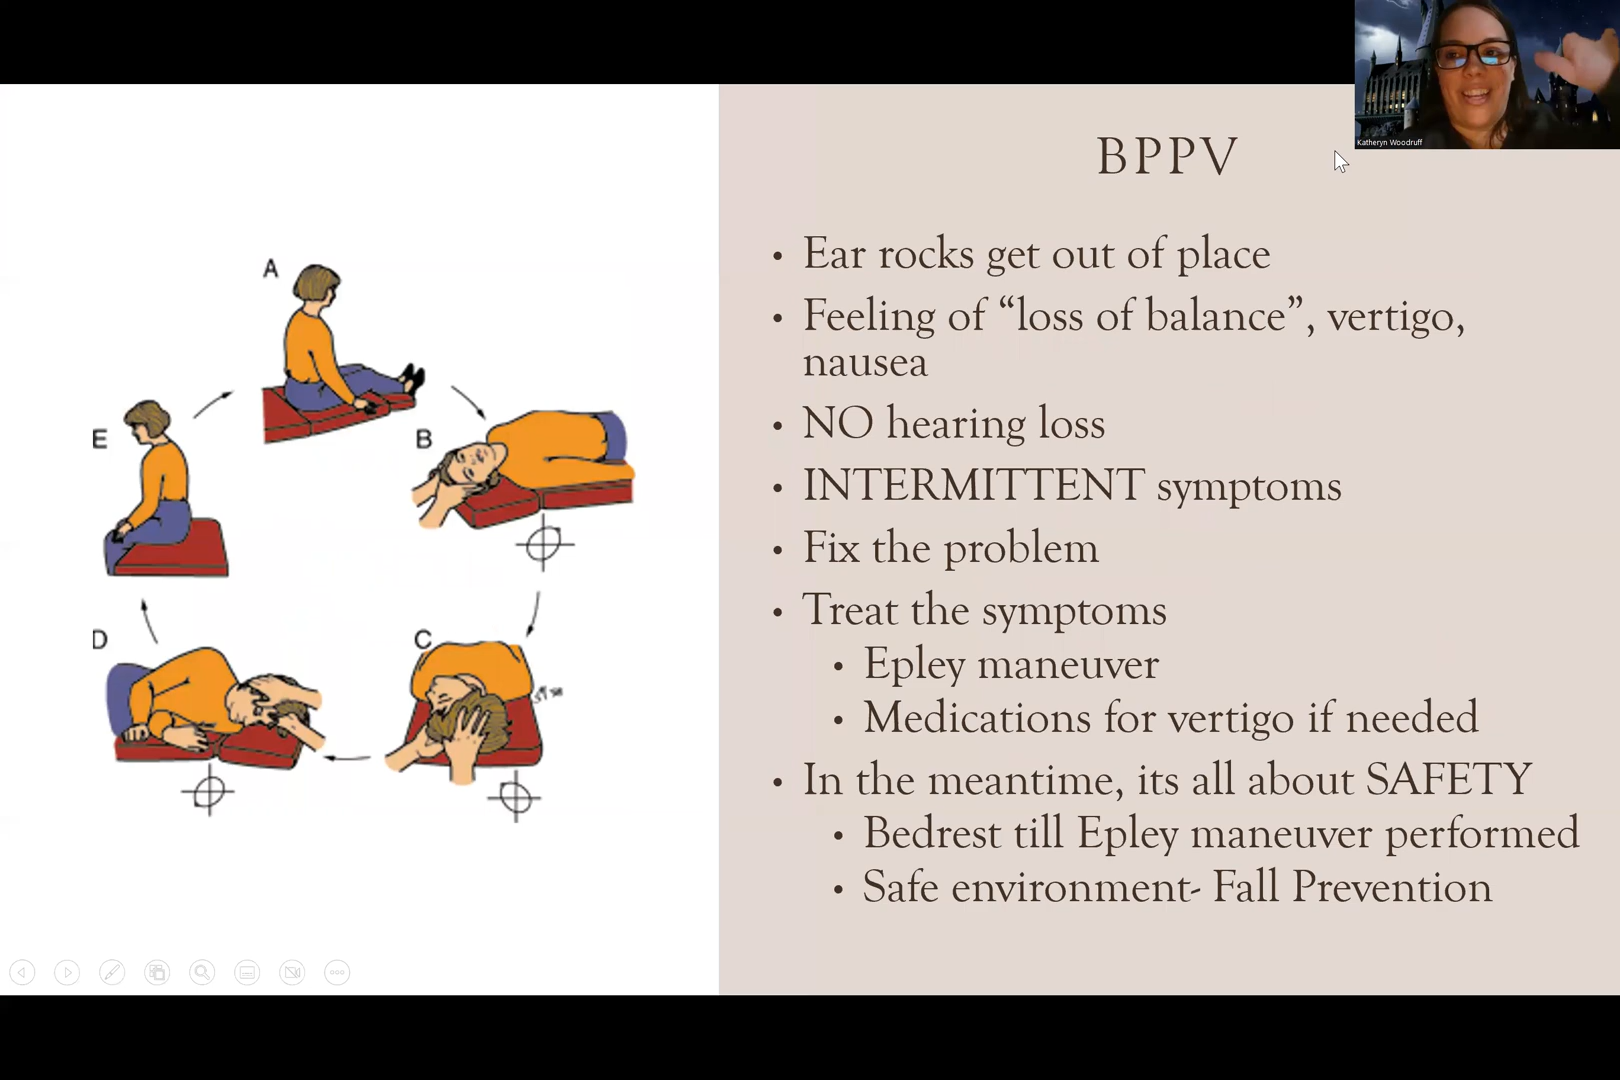 Katheryn Woodruff
BPPV
• Ear rocks get out of place
• Feeling of “loss of balance”, vertigo,
nausea
• NO hearing loss
• INTERMITTENT symptoms
• Fix the problem
• Treat the symptoms
• Epley maneuver
• Medications for vertigo if needed
• In the meantime, its all about SAFETY
• Bedrest till Epley maneuver performed
• Safe environment- Fall Prevention
A
B
C
D
E